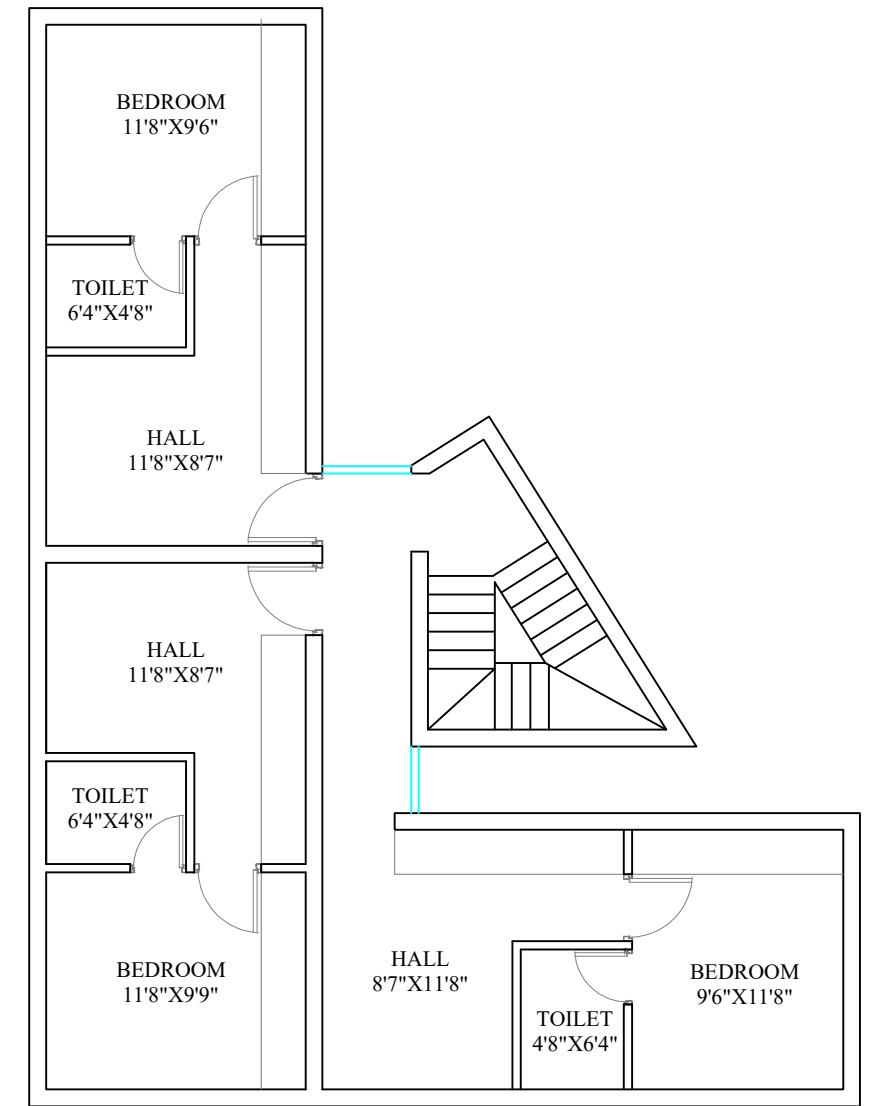 BEDROOM
11'8"X9'6"
TOILET
6'4"X4'8"
HALL
11'8"X8'7"
HALL
11'8"X8'7"
TOILET
6'4"X4'8"
BEDROOM
11'8"X9'9"
HALL
8'7"X11'8"
TOILET
4'8"X6'4"
BEDROOM
9'6"X11'8"